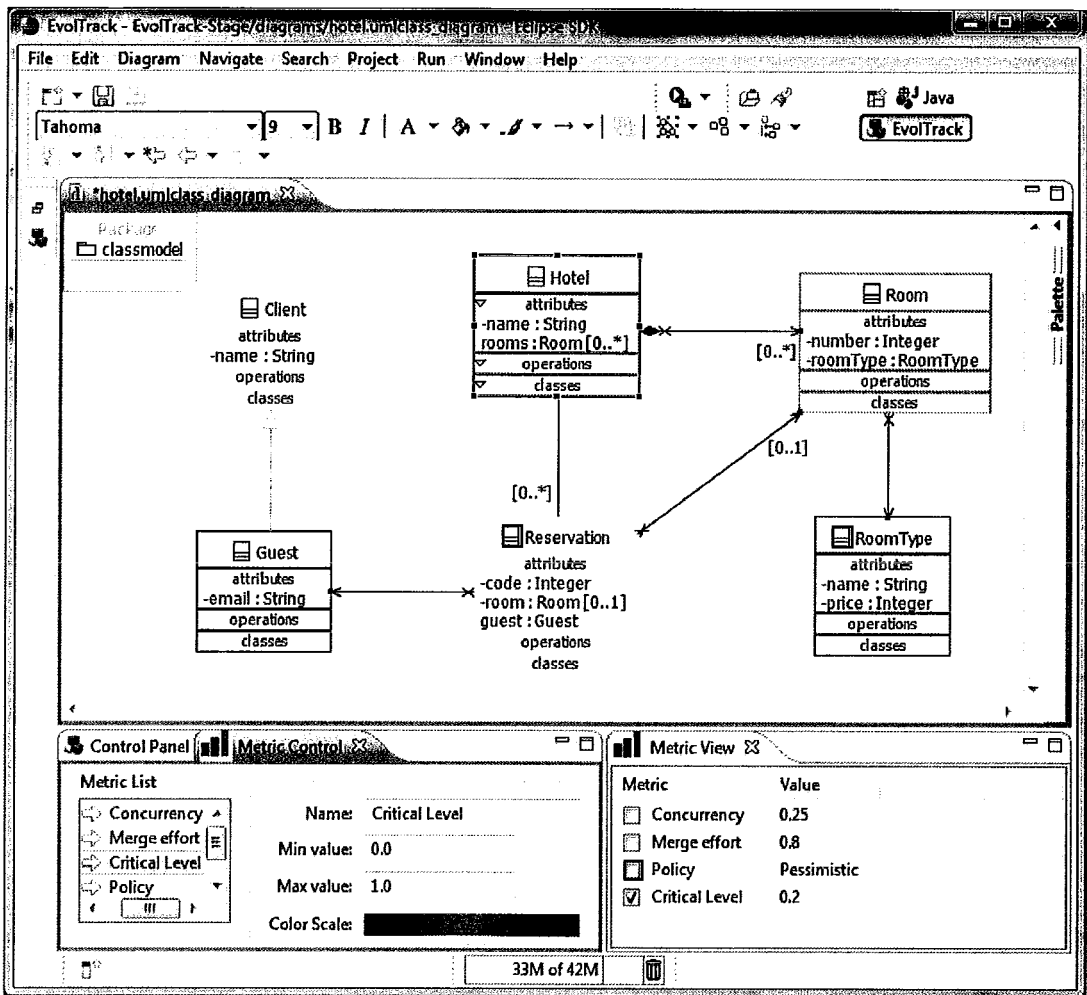 EvolTrack - EvolTrack-Stage/diagrams/hotel.umlclass_diagram - Eclipse SDK
File Edit Diagram Navigate Search Project Run Window Help
Java
Tahoma 9 B I A
EvolTrack
*hotel.umlclass_diagram
Package
classmodel
Palette
Client
attributes
-name : String
operations
classes
Hotel
attributes
-name : String
rooms : Room [0..*]
operations
classes
Room
attributes
-number : Integer
-roomType : RoomType
operations
classes
[0..*]
[0..1]
[0..*]
Guest
attributes
-email : String
operations
classes
Reservation
attributes
-code : Integer
-room : Room [0..1]
guest : Guest
operations
classes
RoomType
attributes
-name : String
-price : Integer
operations
classes
Control Panel Metric Control
Metric List
Concurrency
Merge effort
Critical Level
Policy
Name: Critical Level
Min value: 0.0
Max value: 1.0
Color Scale:
Metric View
Metric Value
Concurrency 0.25
Merge effort 0.8
Policy Pessimistic
Critical Level 0.2
33M of 42M